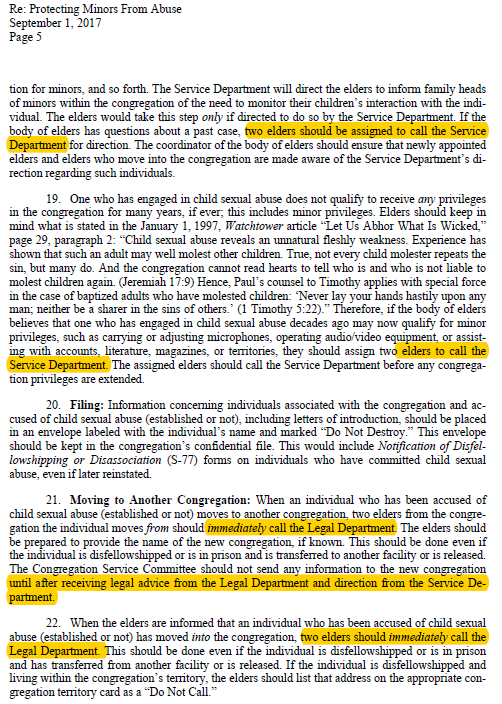 Re: Protecting Minors From Abuse
September 1, 2017
Page 5
tion for minors, and so forth. The Service Department will direct the elders to inform family heads
of minors within the congregation of the need to monitor their children's interaction with the indi-
vidual. The elders would take this step only if directed to do so by the Service Department. If the
body of elders has questions about a past case, two elders should be assigned to call the Service
Department for direction. The coordinator of the body of elders should ensure that newly appointed
elders and elders who move into the congregation are made aware of the Service Department's di-
rection regarding such individuals.
19. One who has engaged in child sexual abuse does not qualify to receive any privileges
in the congregation for many years, if ever; this includes minor privileges. Elders should keep in
mind what is stated in the January 1, 1997, Watchtower article “Let Us Abhor What Is Wicked,”
page 29, paragraph 2: “Child sexual abuse reveals a unnatural fleshly weakness. Experience has
shown that such an adult may well molest other children. True, not every child molester repeats the
sin, but many do. And the congregation cannot read hearts to tell who is and who is not liable to
molest children again. (Jeremiah 17:9) Hence, Paul's counsel to Timothy applies with special force
in the case of baptized adults who have molested children: ‘Never lay your hands hastily upon any
man; neither be a sharer in the sins of others.’ (1 Timothy 5:22).” Therefore, if the body of elders
believes that one who has engaged in child sexual abuse decades ago may now qualify for minor
privileges, such as carrying or adjusting microphones, operating audio/video equipment, or assist-
ing with accounts, literature, magazines, or territories, they should assign two elders to call the
Service Department. The assigned elders should call the Service Department before any congrega-
tion privileges are extended.
20. Filing: Information concerning individuals associated with the congregation and ac-
cused of child sexual abuse (established or not), including letters of introduction, should be placed
in an envelope labeled with the individual's name and marked “Do Not Destroy.” This envelope
should be kept in the congregation's confidential file. This would include Notification of Disfel-
lowshipping or Disassociation (S-77) forms on individuals who have committed child sexual
abuse, even if later reinstated.
21. Moving to Another Congregation: When an individual who has been accused of
child sexual abuse (established or not) moves to another congregation, two elders from the congre-
gation the individual moves from should immediately call the Legal Department. The elders should
be prepared to provide the name of the new congregation, if known. This should be done even if
the individual is disfellowshipped or is in prison and is transferred to another facility or is released.
The Congregation Service Committee should not send any information to the new congregation
until after receiving legal advice from the Legal Department and direction from the Service De-
partment.
22. When the elders are informed that an individual who has been accused of child sexual
abuse (established or not) has moved into the congregation, two elders should immediately call the
Legal Department. This should be done even if the individual is disfellowshipped or is in prison
and has transferred from another facility or is released. If the individual is disfellowshipped and
living within the congregation's territory, the elders should list that address on the appropriate con-
gregation territory card as a “Do Not Call.”